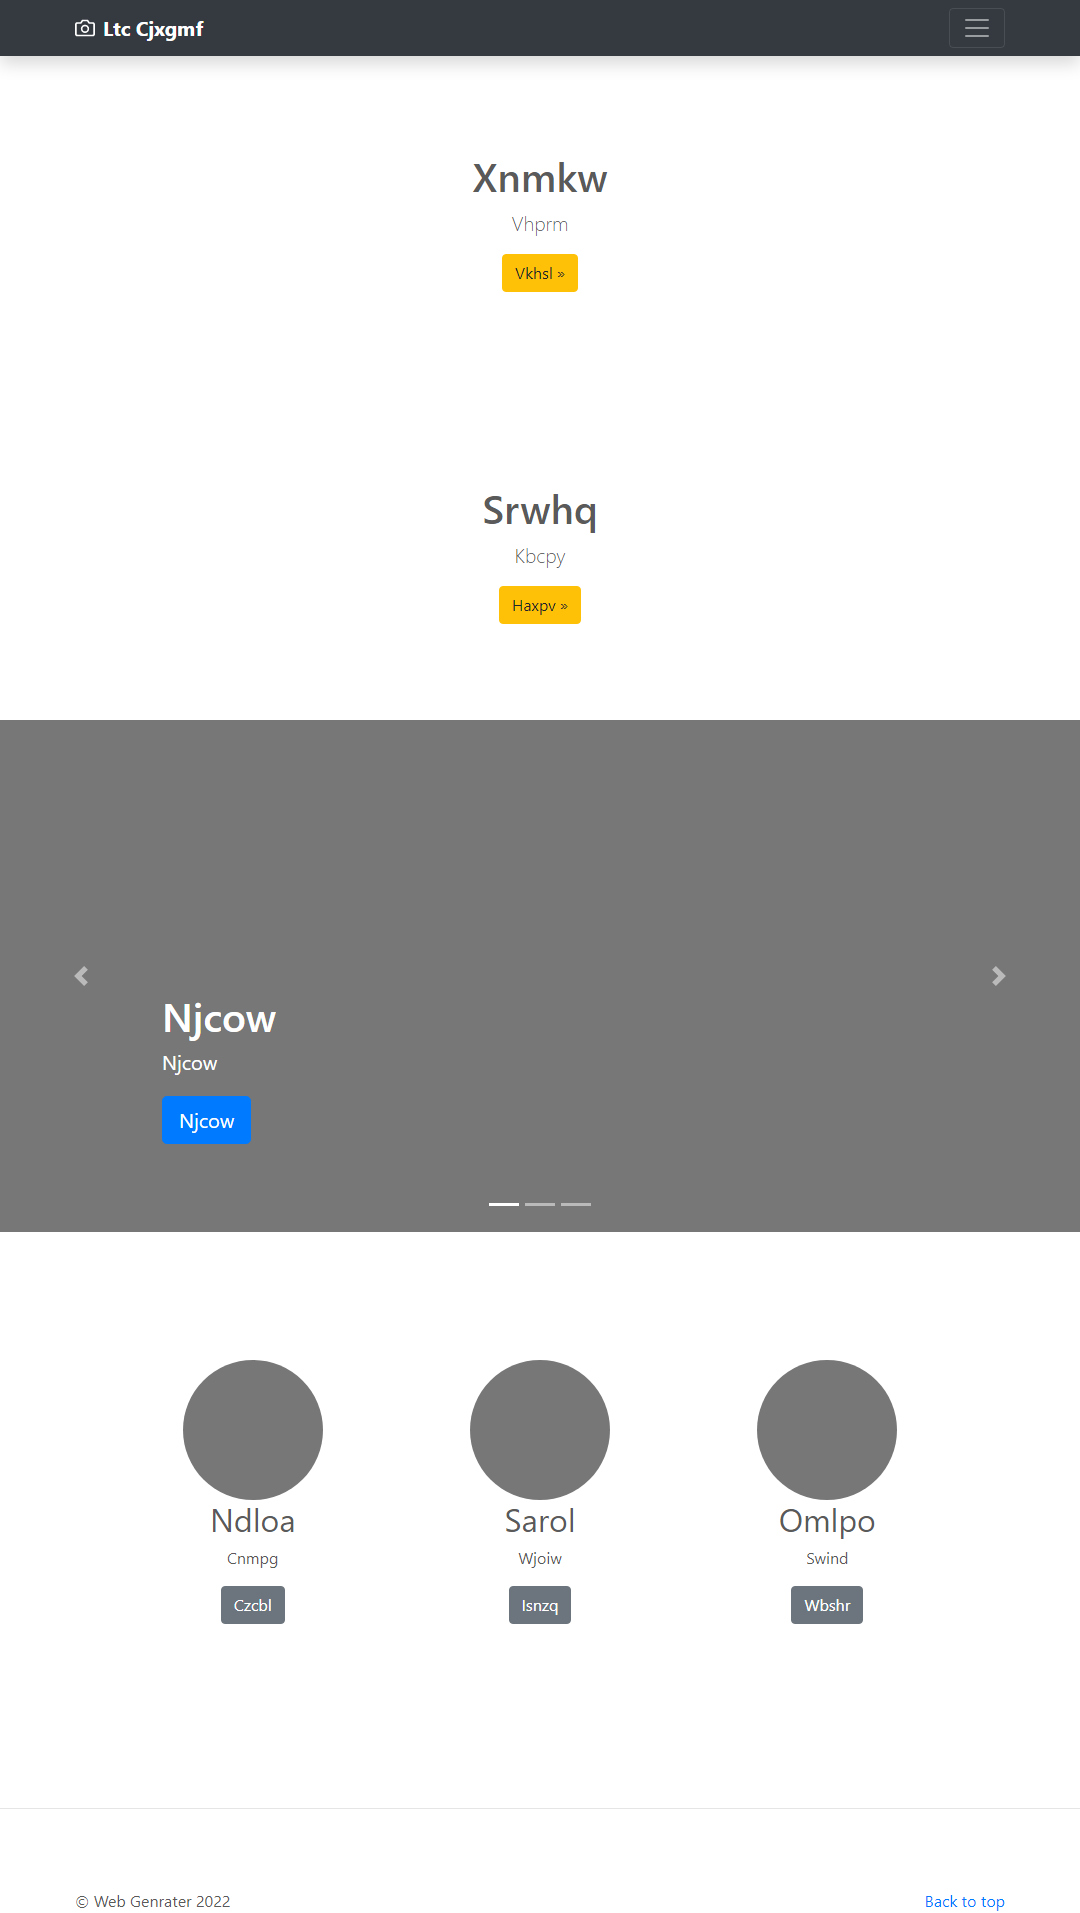 Ltc Cjxgmf
Xnmkw
Vhprm
Vkhsl »
Srwhq
Kbcpy
Haxpv »
Njcow
Njcow
Njcow
Ndloa
Cnmpg
Czcbl
Sarol
Wjoiw
Isnzq
Omlpo
Swind
Wbshr
© Web Genrater 2022
Back to top